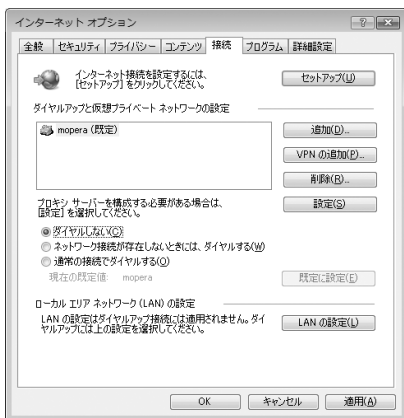 インターネット オプション
全般 セキュリティ プライバシー コンテンツ 接続 プログラム 詳細設定
インターネット接続を設定するには、
[セットアップ] をクリックしてください。
セットアップ(U)
ダイヤルアップと仮想プライベート ネットワークの設定
mopera (既定)
追加(D)...
VPN の追加(P)...
削除(R)...
プロキシ サーバーを構成する必要がある場合は、
[設定] を選択してください。
設定(S)
ダイヤルしない(C)
ネットワーク接続が存在しないときには、ダイヤルする(W)
通常の接続でダイヤルする(O)
現在の既定値: mopera
既定に設定(E)
ローカル エリア ネットワーク (LAN) の設定
LAN の設定はダイヤルアップ接続には適用されません。ダイ
ヤルアップには上の設定を選択してください。
LAN の設定(L)
OK キャンセル 適用(A)